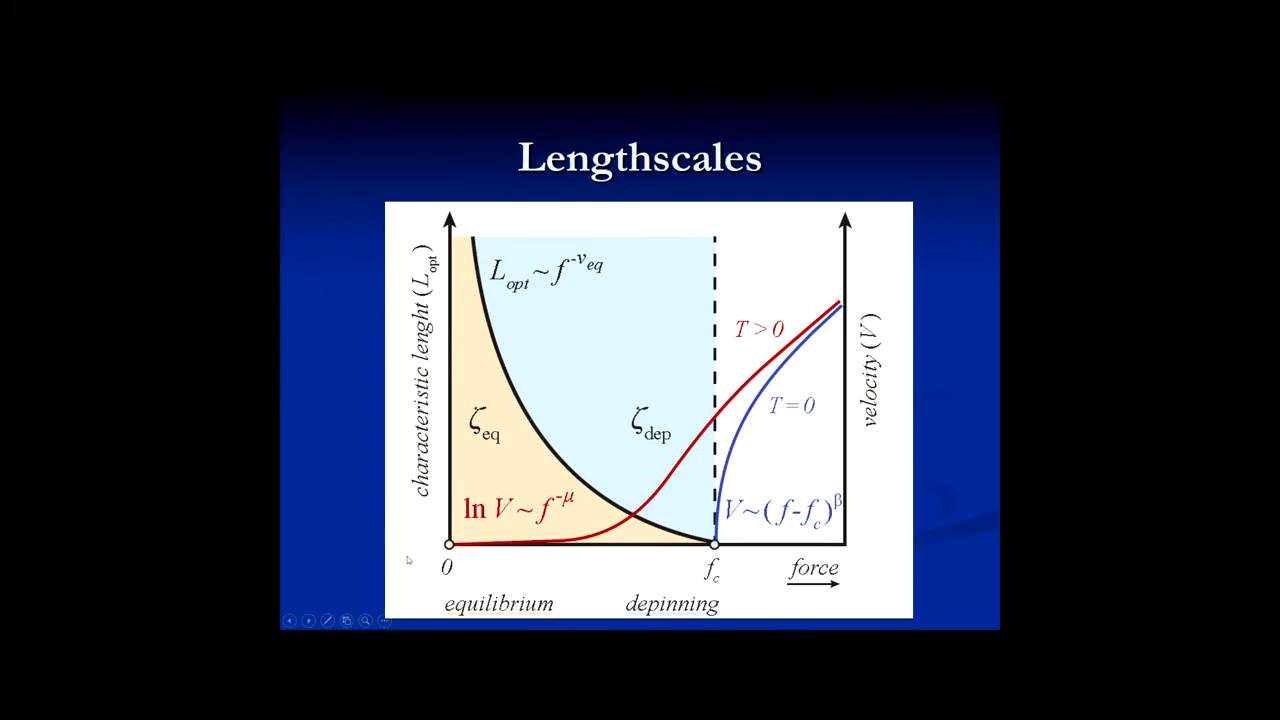 Lengthscales
characteristic lenght (L_opt)
L_opt ~ f^-ν_eq
ζ_eq
ζ_dep
ln V ~ f^-μ
T > 0
T = 0
V ~ (f - f_c)^β
velocity (V)
0
f_c
force
equilibrium
depinning